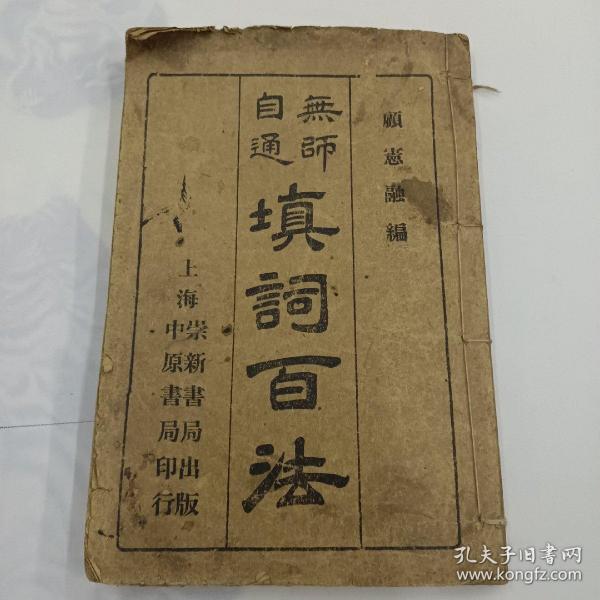 顧憲融編
無師
自通
填詞百法
上海崇新書局出版
中原書局印行
孔夫子旧书网
www.kongfz.com